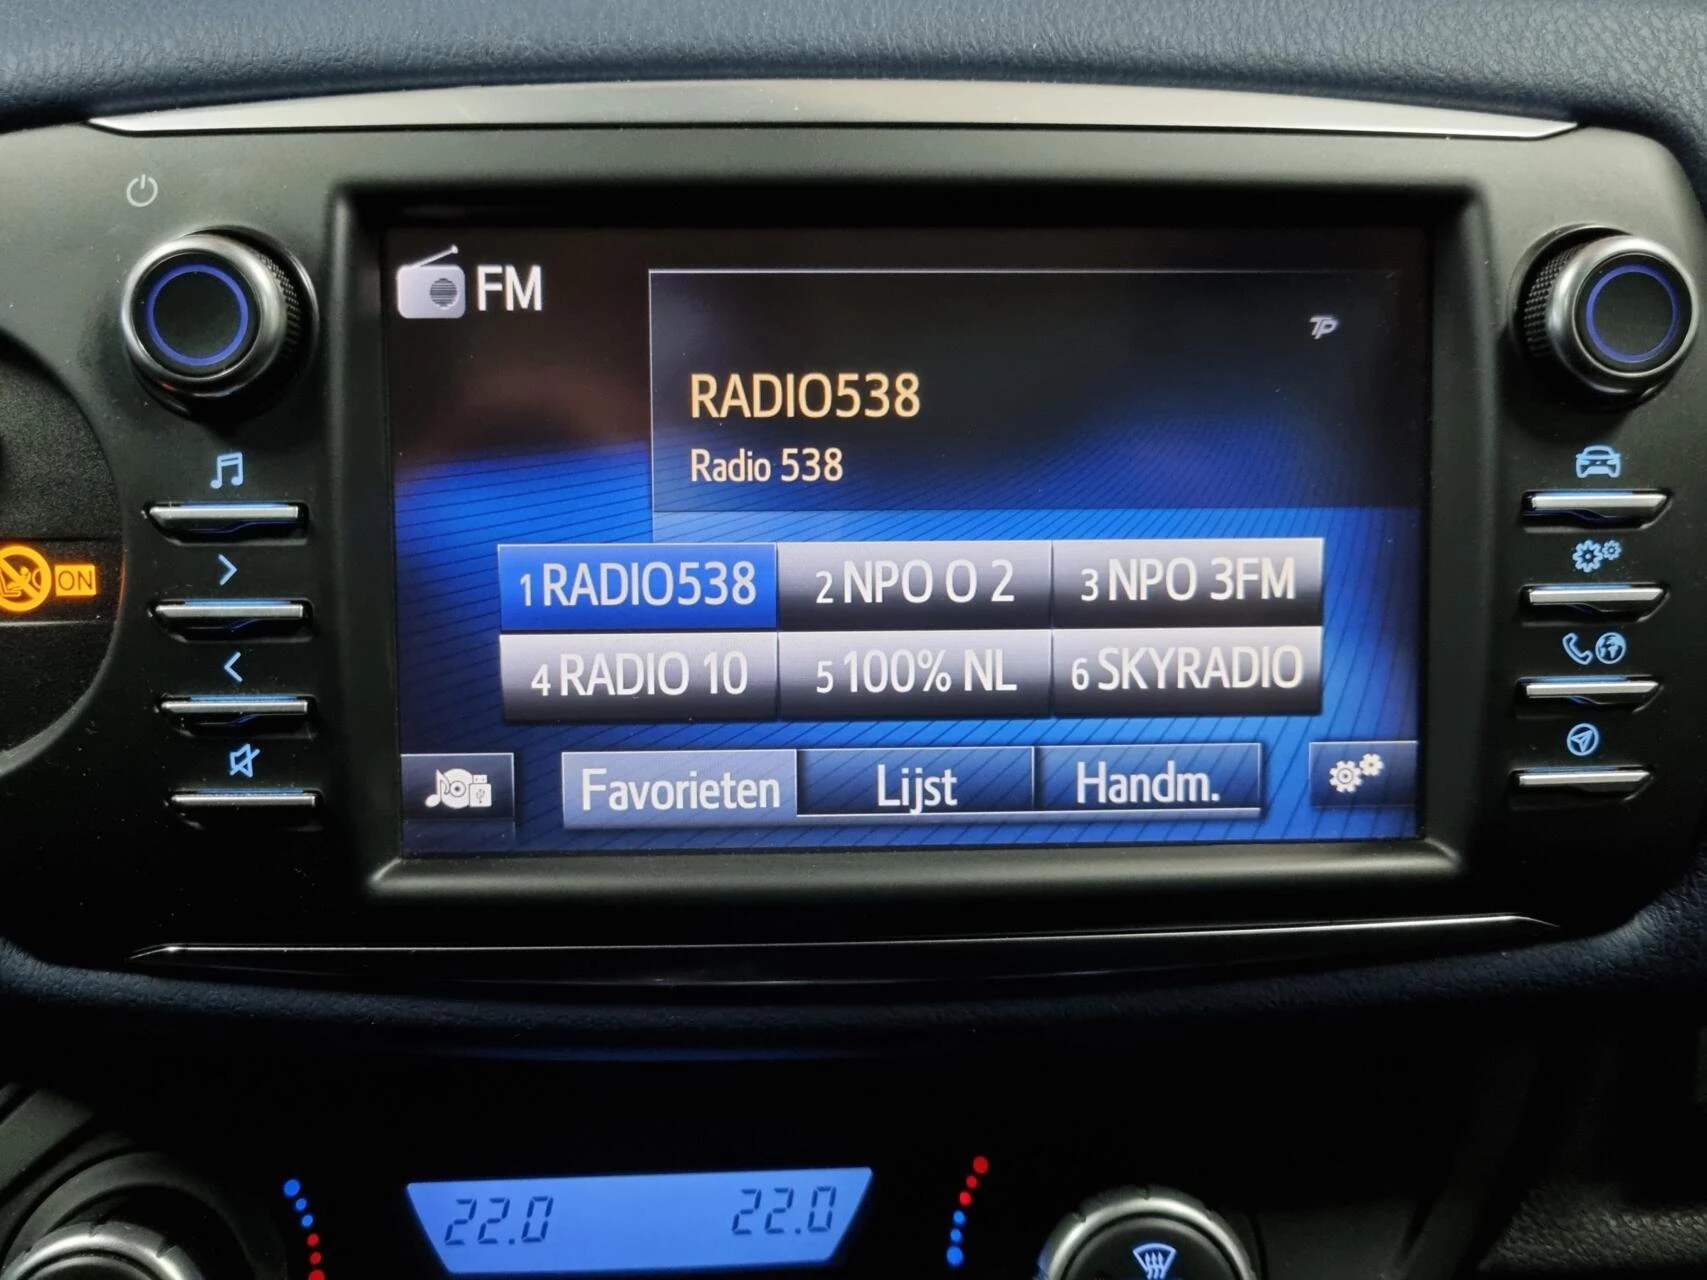 FM
TP
RADIO538
Radio 538
1 RADIO538 2 NPO O 2 3 NPO 3FM
4 RADIO 10 5 100% NL 6 SKYRADIO
ON
Favorieten Lijst Handm.
22.0 22.0